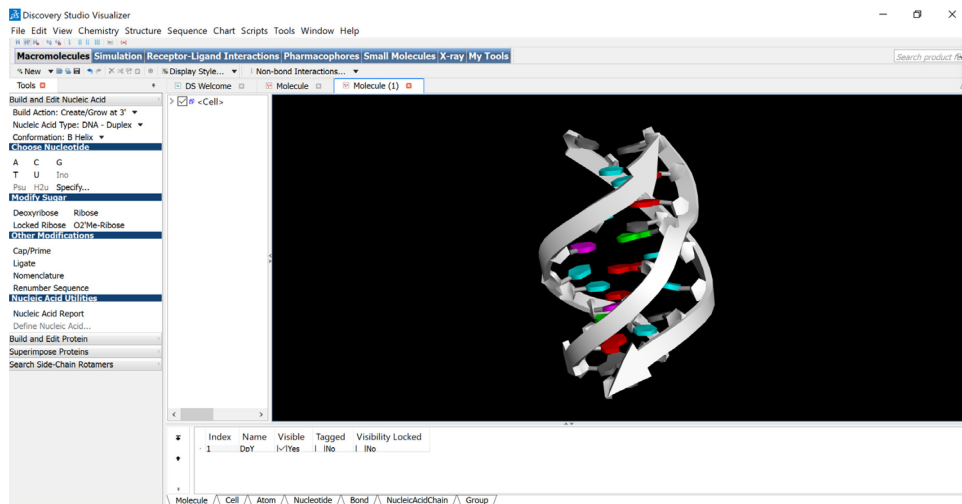 Discovery Studio Visualizer
File Edit View Chemistry Structure Sequence Chart Scripts Tools Window Help
Macromolecules Simulation Receptor-Ligand Interactions Pharmacophores Small Molecules X-ray My Tools
Search product
New Display Style... Non-bond Interactions...
Tools DS Welcome Molecule Molecule (1)
Build and Edit Nucleic Acid
<Cell>
Build Action: Create/Grow at 3'
Nucleic Acid Type: DNA - Duplex
Conformation: B Helix
Choose Nucleotide
A C G
T U Ino
Psu H2u Specify...
Modify Sugar
Deoxyribose Ribose
Locked Ribose O2'Me-Ribose
Other Modifications
Cap/Prime
Ligate
Nomenclature
Renumber Sequence
Nucleic Acid Utilities
Nucleic Acid Report
Define Nucleic Acid...
Build and Edit Protein
Superimpose Proteins
Search Side-Chain Rotamers
Index Name Visible Tagged Visibility Locked
1 DpY Yes No No
Molecule Cell Atom Nucleotide Bond NucleicAcidChain Group